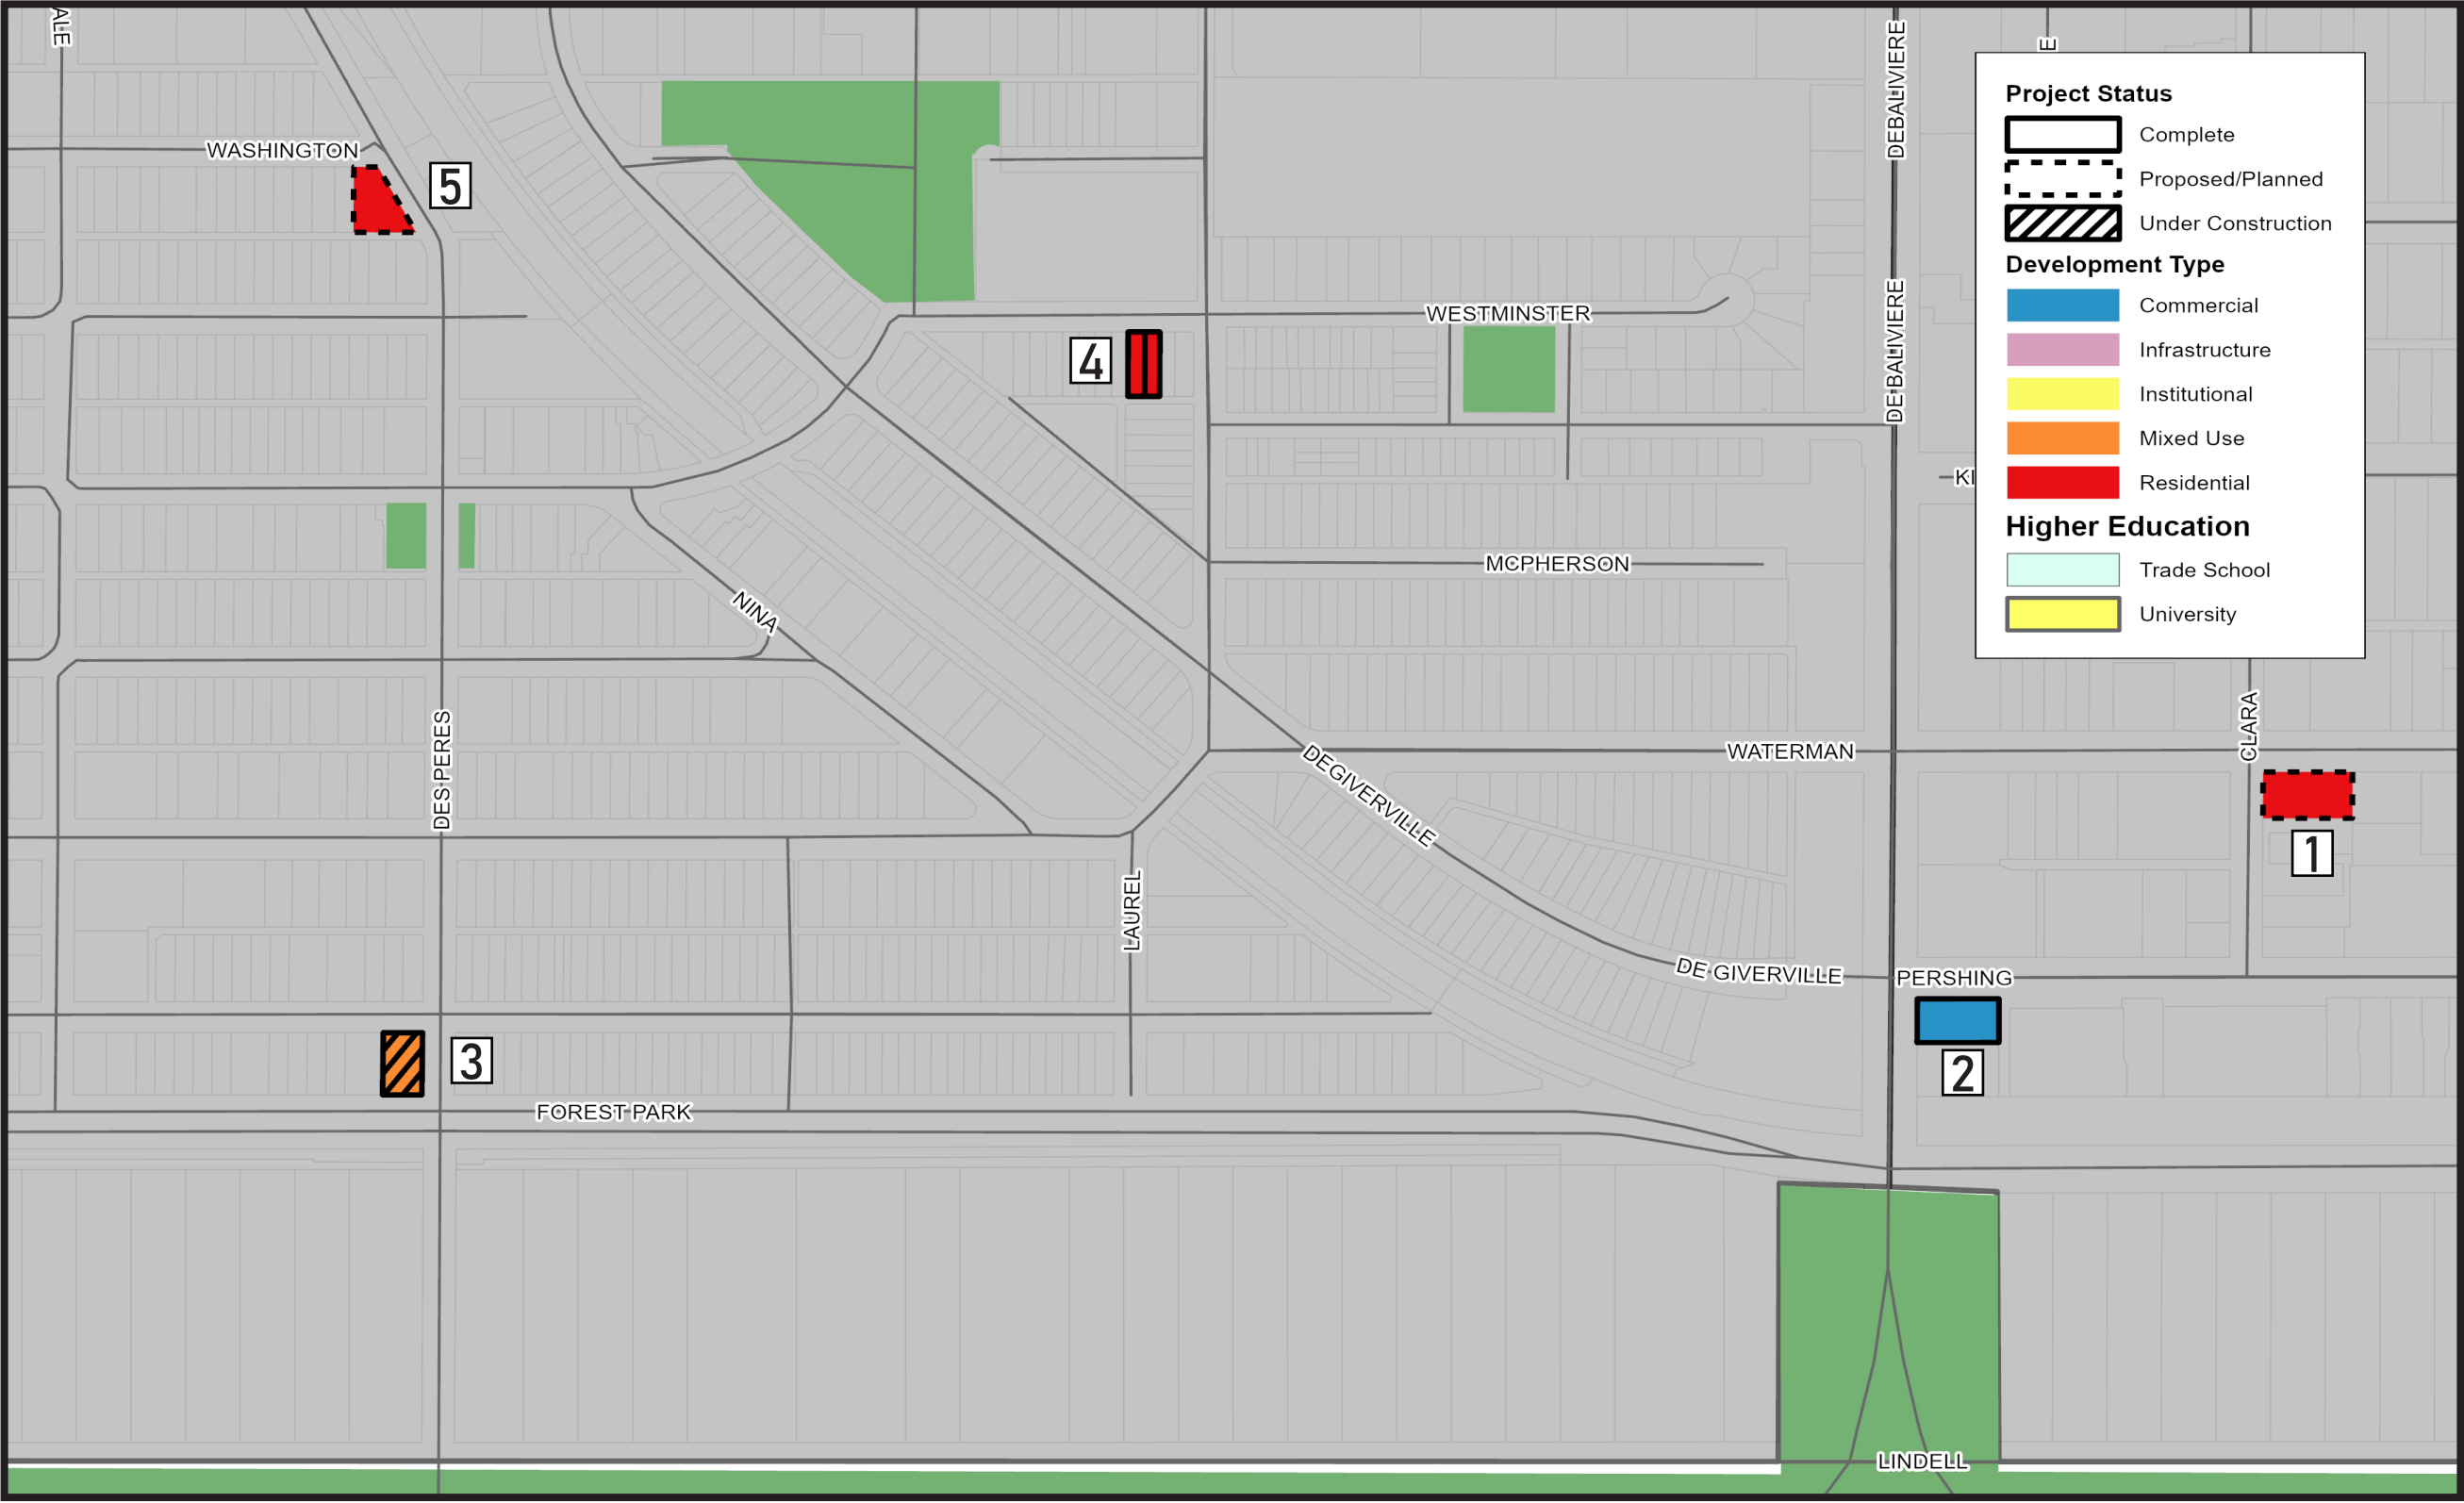 ALE
DEBALIVIERE
E
WASHINGTON
5
Project Status
Complete
Proposed/Planned
Under Construction
Development Type
Commercial
Infrastructure
Institutional
Mixed Use
Residential
Higher Education
Trade School
University
WESTMINSTER
DEBALIVIERE
4
KI
MCPHERSON
NINA
DES PERES
CLARA
WATERMAN
DEGIVERVILLE
1
LAUREL
DE GIVERVILLE
PERSHING
3
2
FOREST PARK
LINDELL